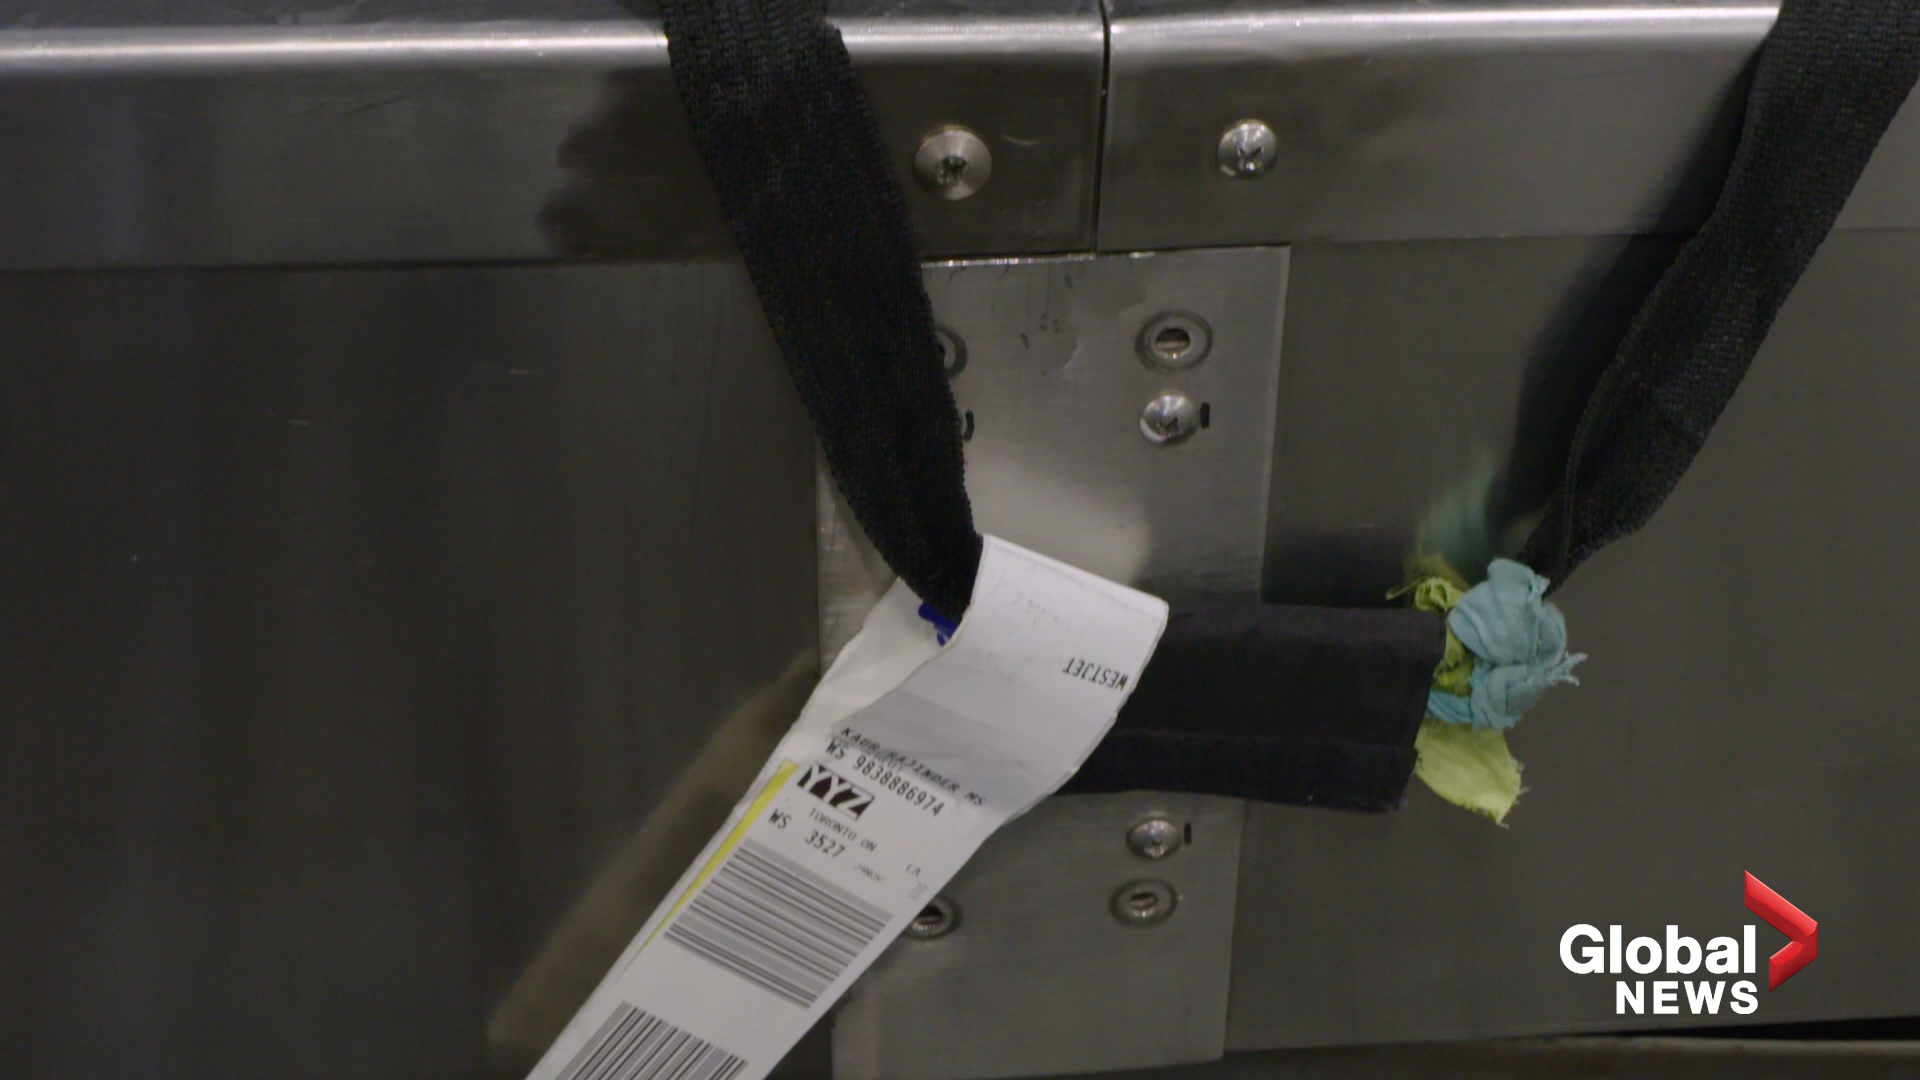 WESTJET
WS 9838886974
YYZ
TORONTO ON
CA
WS 3527
Global
NEWS